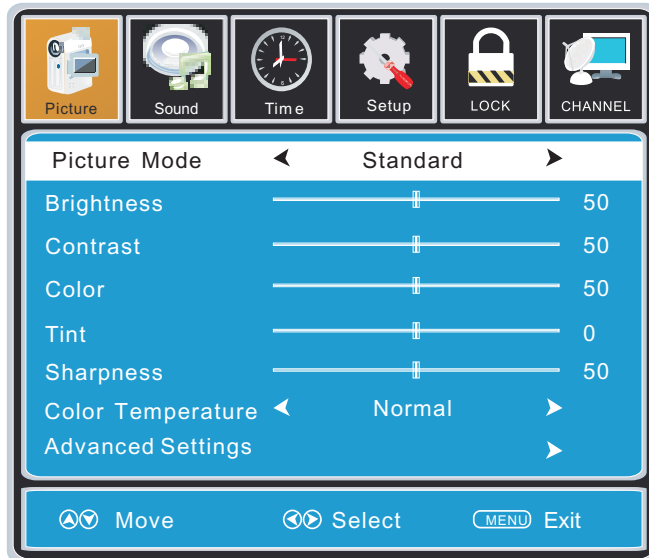 Picture Sound Time Setup LOCK CHANNEL
Picture Mode Standard
Brightness 50
Contrast 50
Color 50
Tint 0
Sharpness 50
Color Temperature Normal
Advanced Settings
Move Select MENU Exit